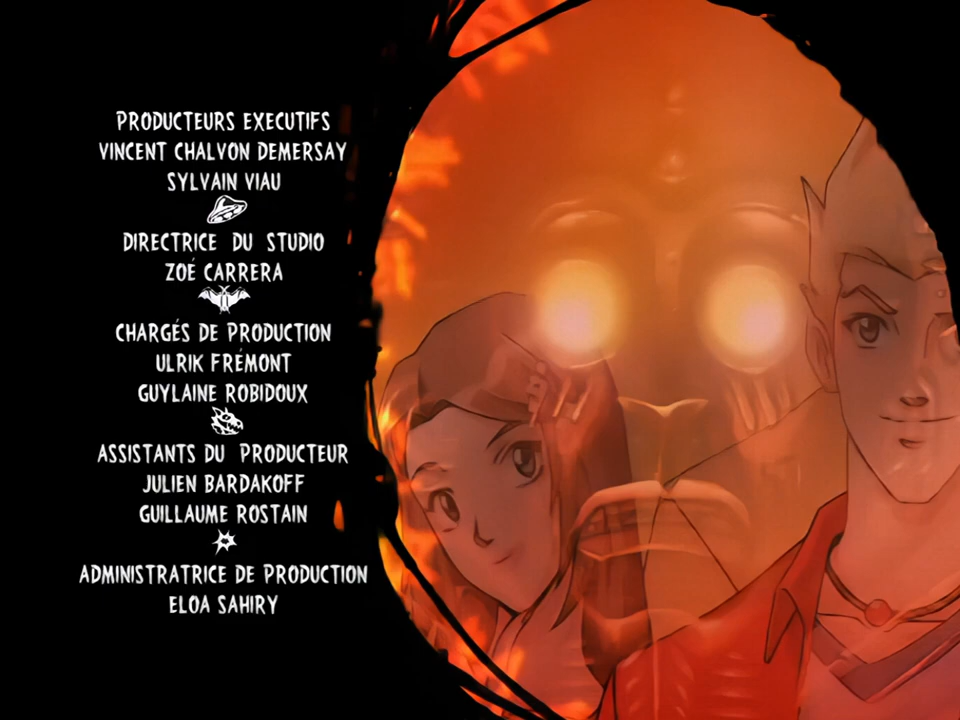 PRODUCTEURS EXECUTIFS
VINCENT CHALVON DEMERSAY
SYLVAIN VIAU
DIRECTRICE DU STUDIO
ZOÉ CARRERA
CHARGÉS DE PRODUCTION
ULRIK FRÉMONT
GUYLAINE ROBIDOUX
ASSISTANTS DU PRODUCTEUR
JULIEN BARDAKOFF
GUILLAUME ROSTAIN
ADMINISTRATRICE DE PRODUCTION
ELOA SAHIRY